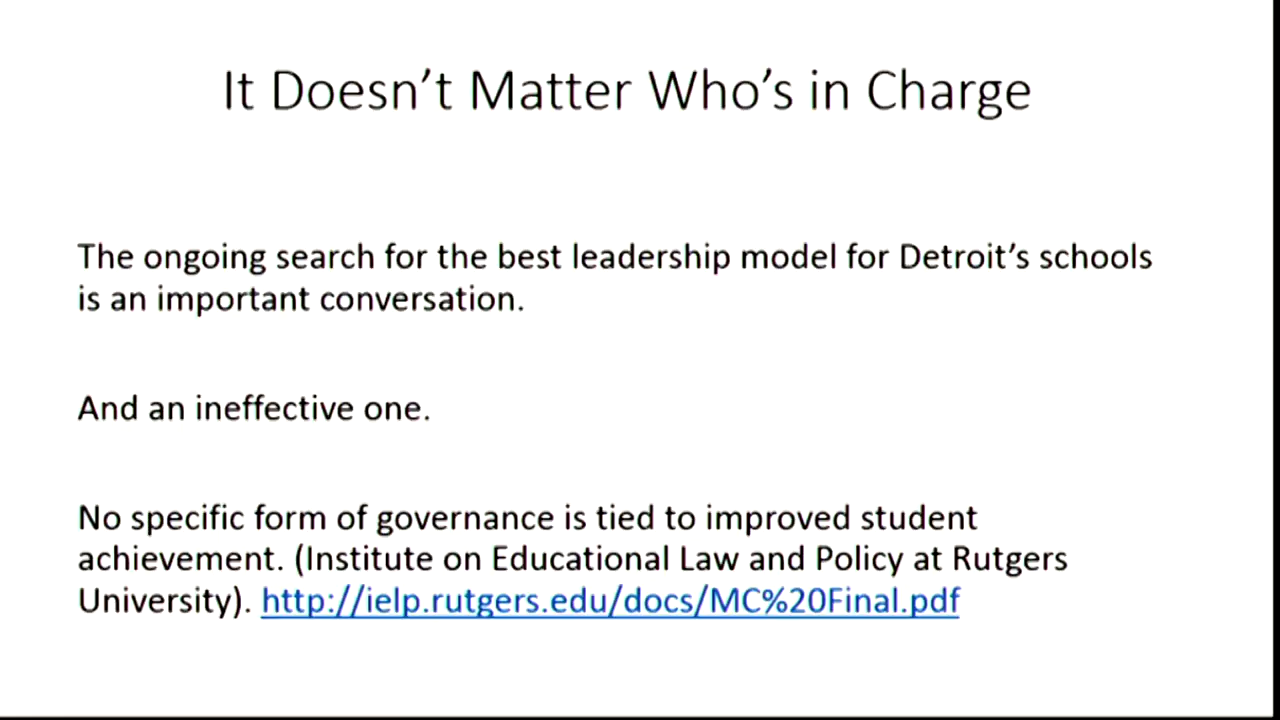 It Doesn’t Matter Who’s in Charge
The ongoing search for the best leadership model for Detroit’s schools
is an important conversation.
And an ineffective one.
No specific form of governance is tied to improved student
achievement. (Institute on Educational Law and Policy at Rutgers
University). http://ielp.rutgers.edu/docs/MC%20Final.pdf